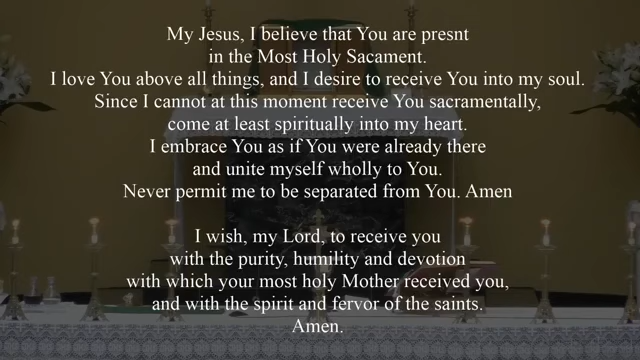 My Jesus, I believe that You are presnt
in the Most Holy Sacament.
I love You above all things, and I desire to receive You into my soul.
Since I cannot at this moment receive You sacramentally,
come at least spiritually into my heart.
I embrace You as if You were already there
and unite myself wholly to You.
Never permit me to be separated from You. Amen
I wish, my Lord, to receive you
with the purity, humility and devotion
with which your most holy Mother received you,
and with the spirit and fervor of the saints.
Amen.